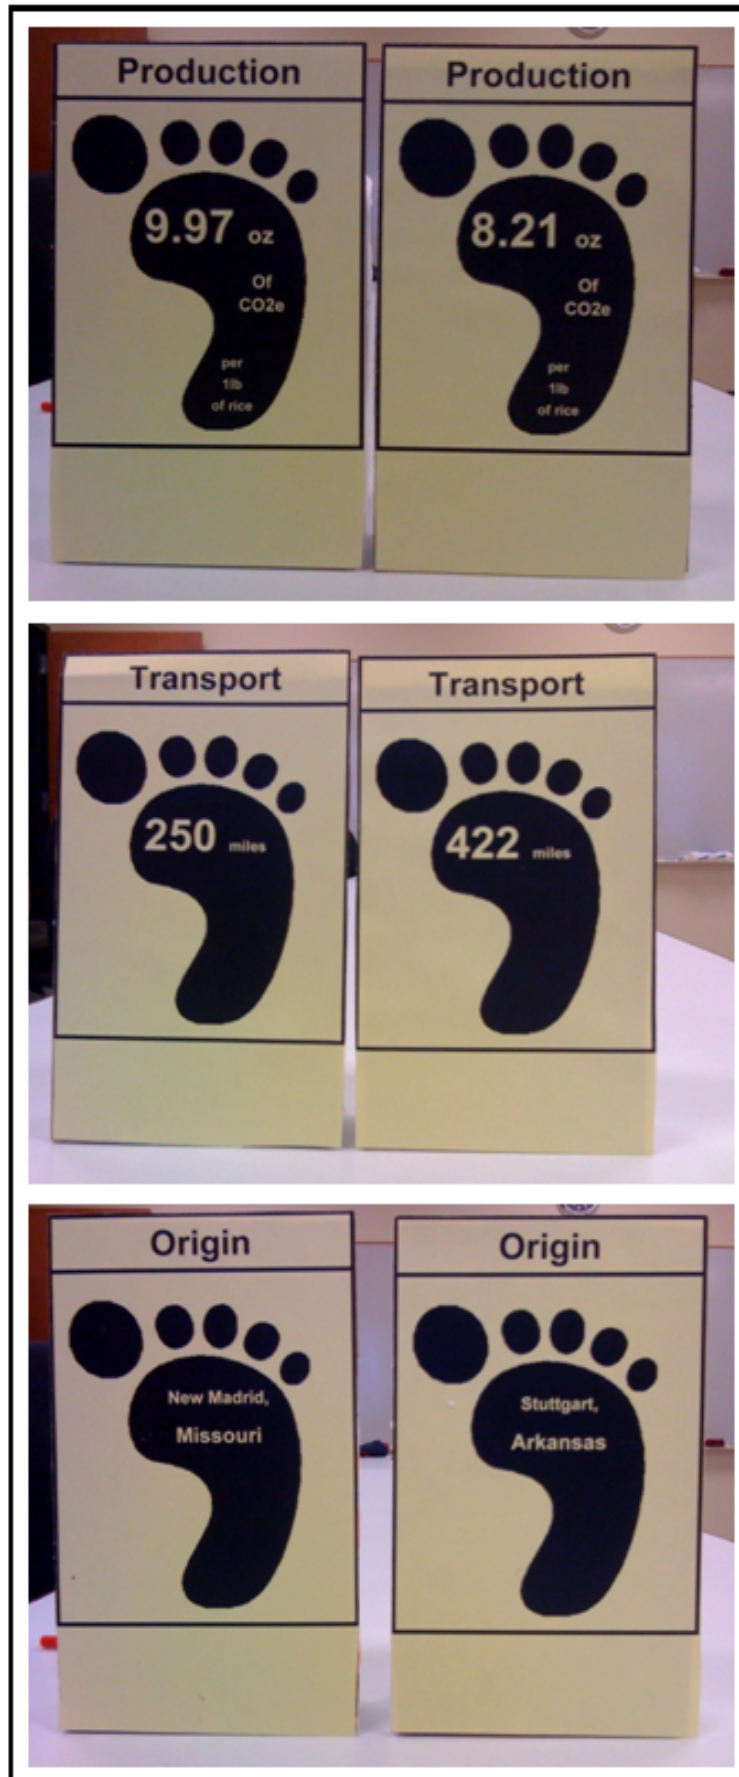 Production
9.97 oz
Of
CO2e
per
1lb
of rice
Production
8.21 oz
Of
CO2e
per
1lb
of rice
Transport
250 miles
Transport
422 miles
Origin
New Madrid,
Missouri
Origin
Stuttgart,
Arkansas